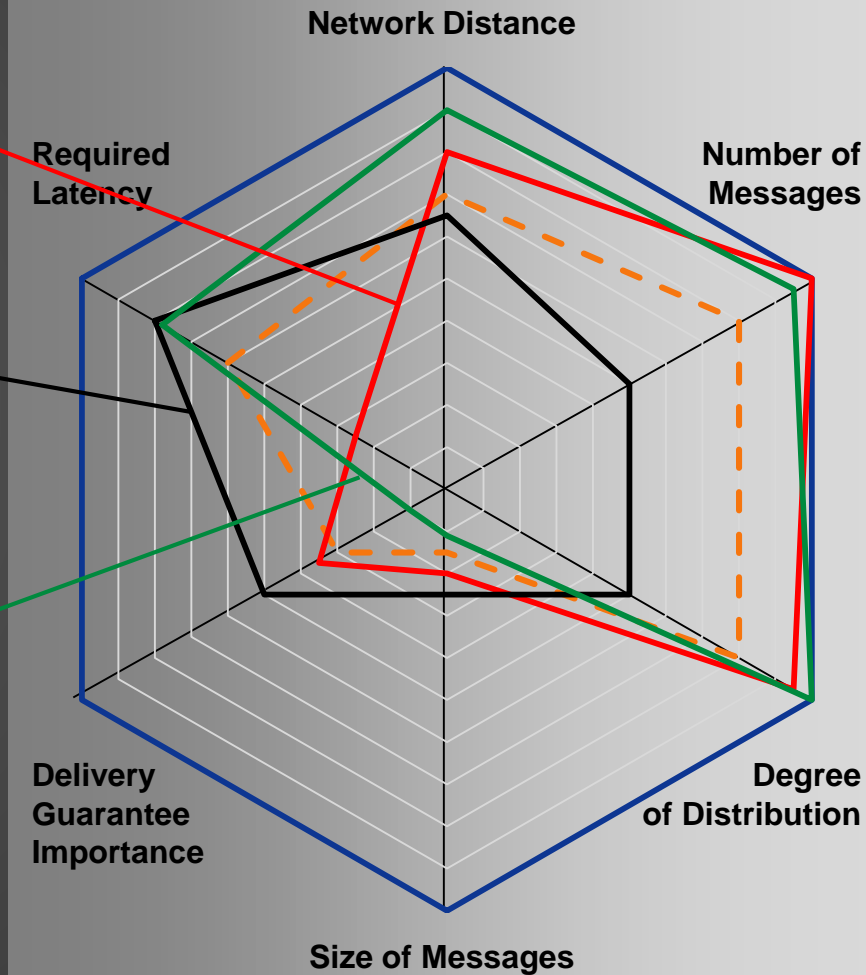 Network Distance
Required
Latency
Number of
Messages
Delivery
Guarantee
Importance
Degree
of Distribution
Size of Messages